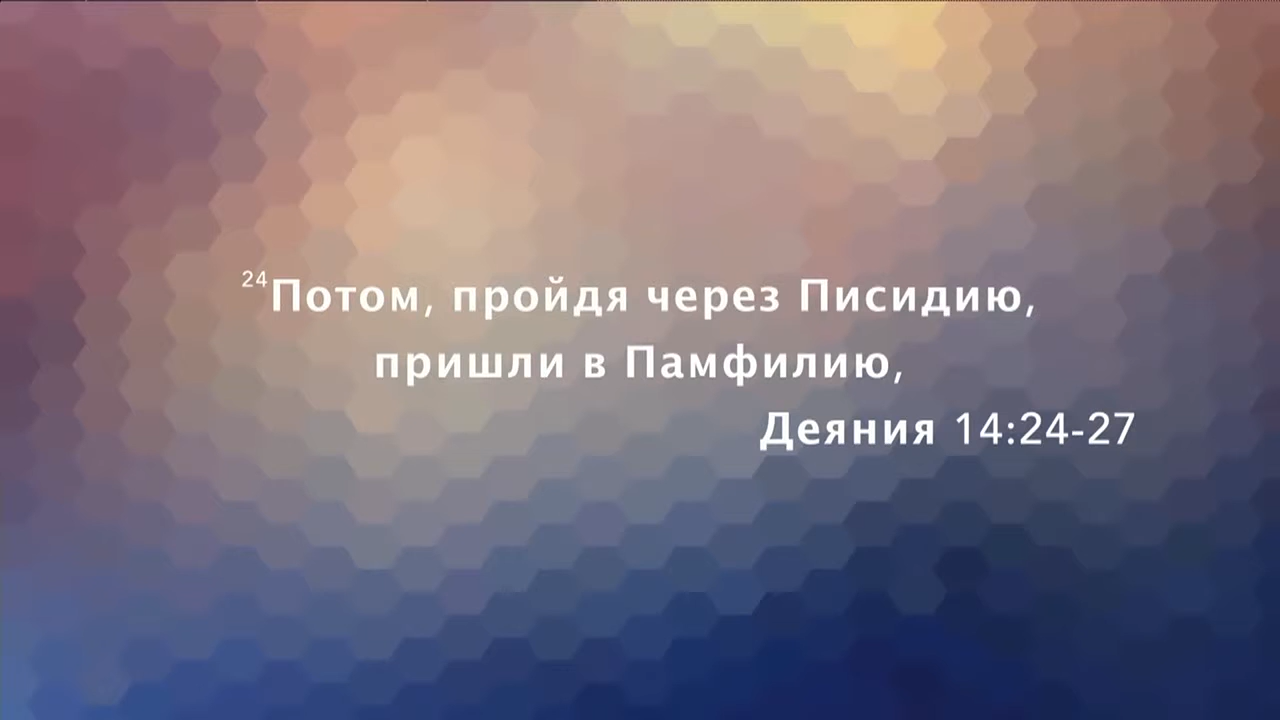 24Потом, пройдя через Писидию,
пришли в Памфилию,
Деяния 14:24-27